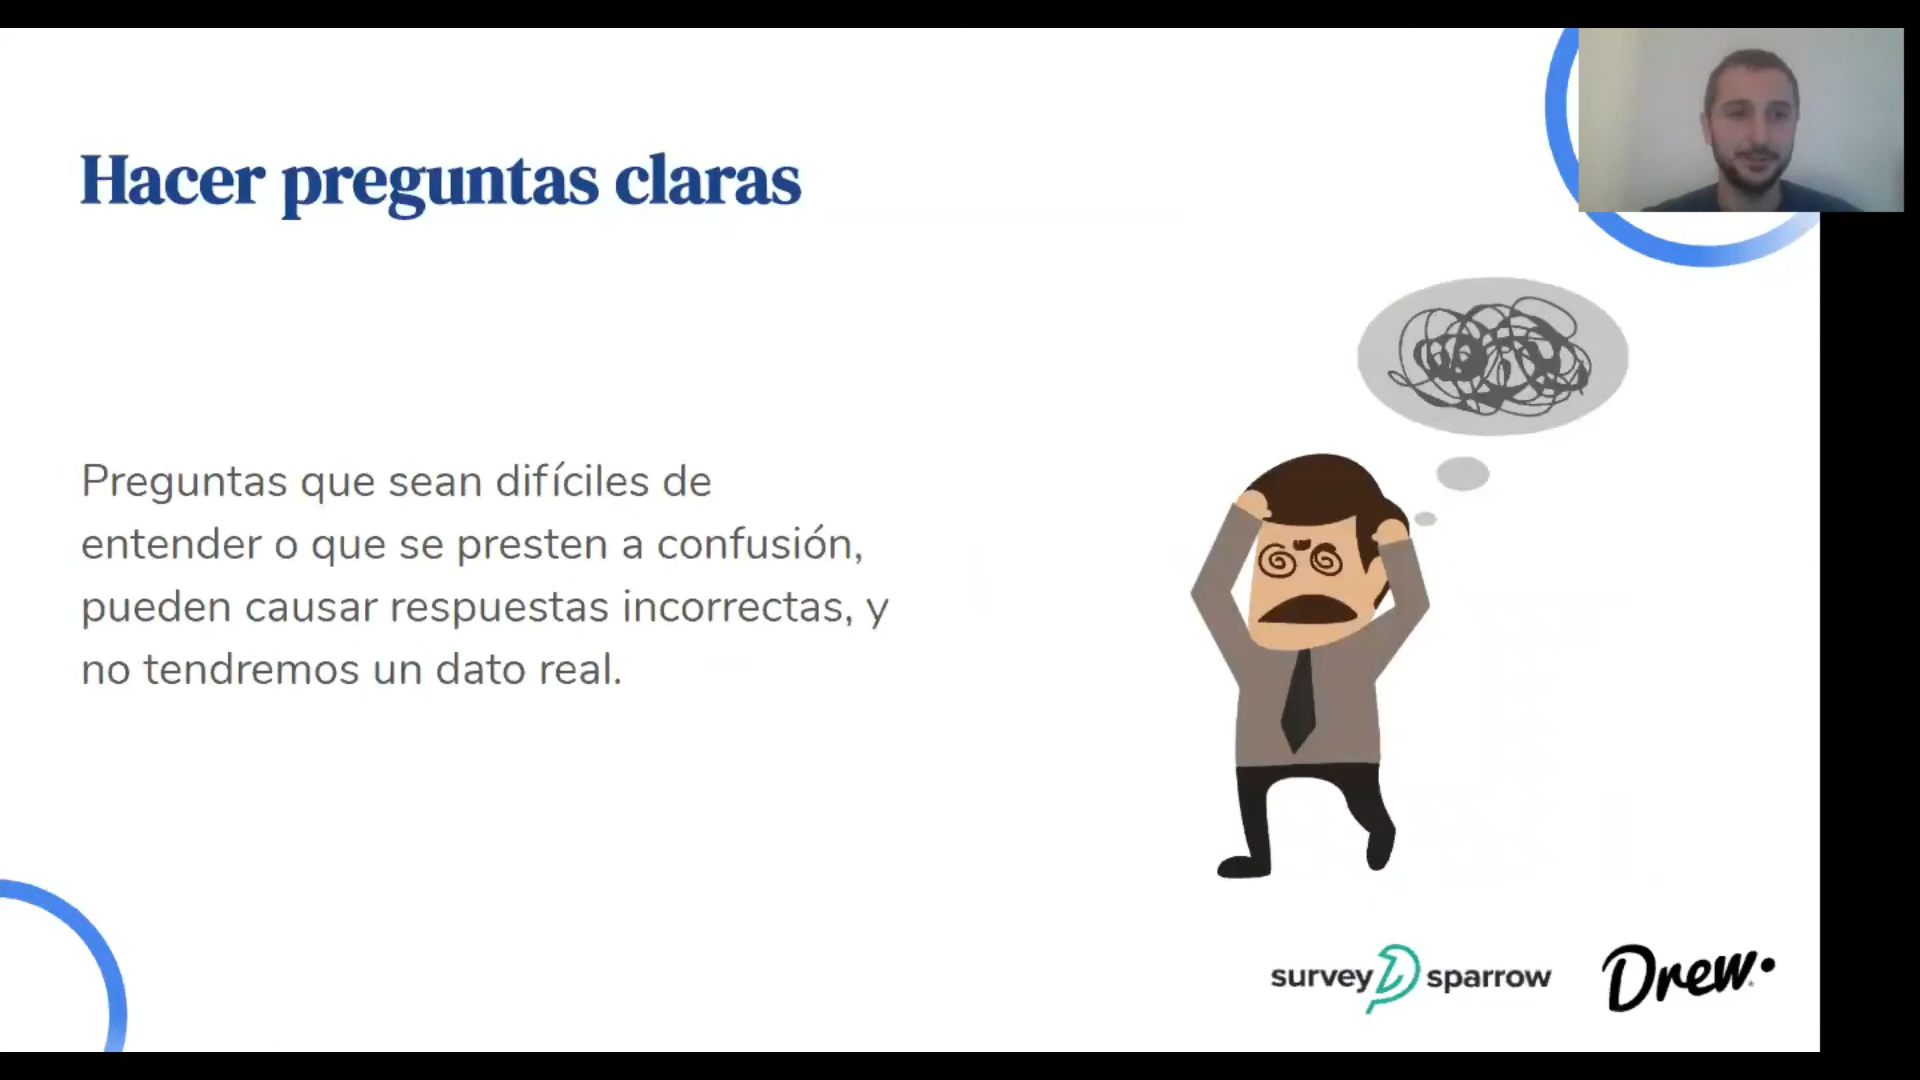 Hacer preguntas claras
Preguntas que sean difíciles de
entender o que se presten a confusión,
pueden causar respuestas incorrectas, y
no tendremos un dato real.
survey sparrow
Drew